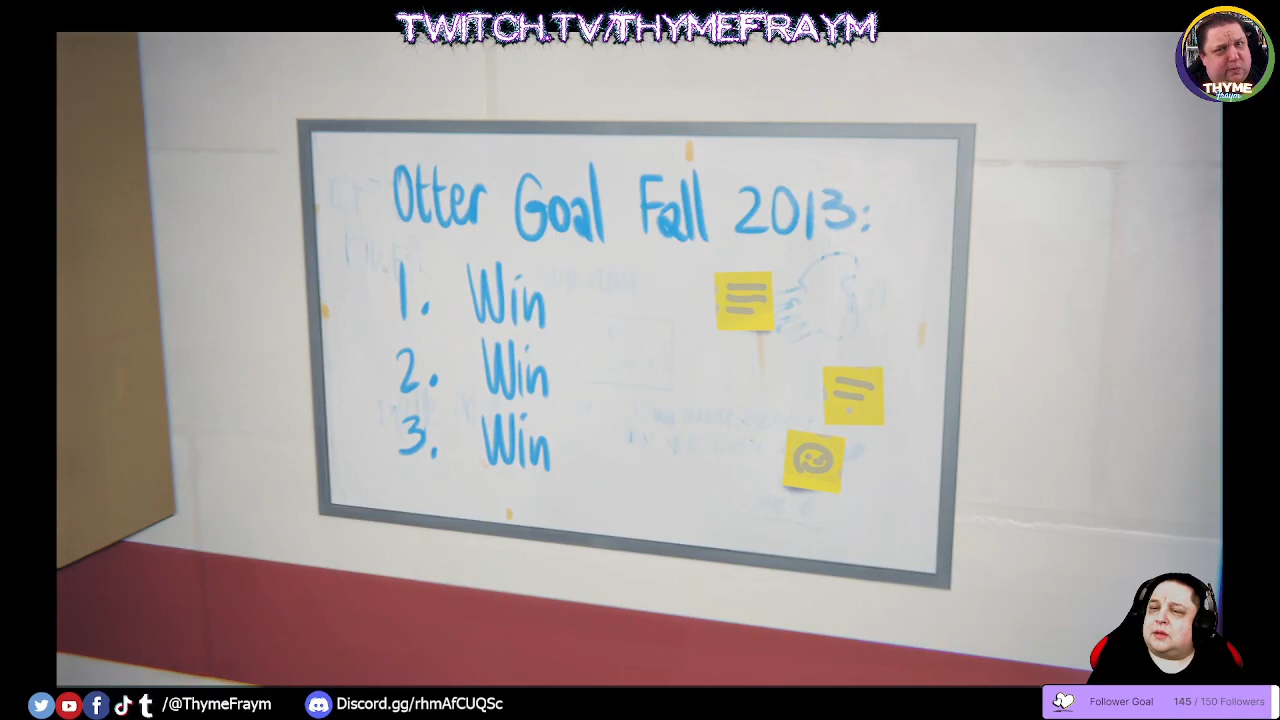 TWITCH.TV/THYMEFRAYM
THYME
fraym
Otter Goal Fall 2013:
1. Win
2. Win
3. Win
/@ThymeFraym
Discord.gg/rhmAfCUQSc
Follower Goal 145 / 150 Followers